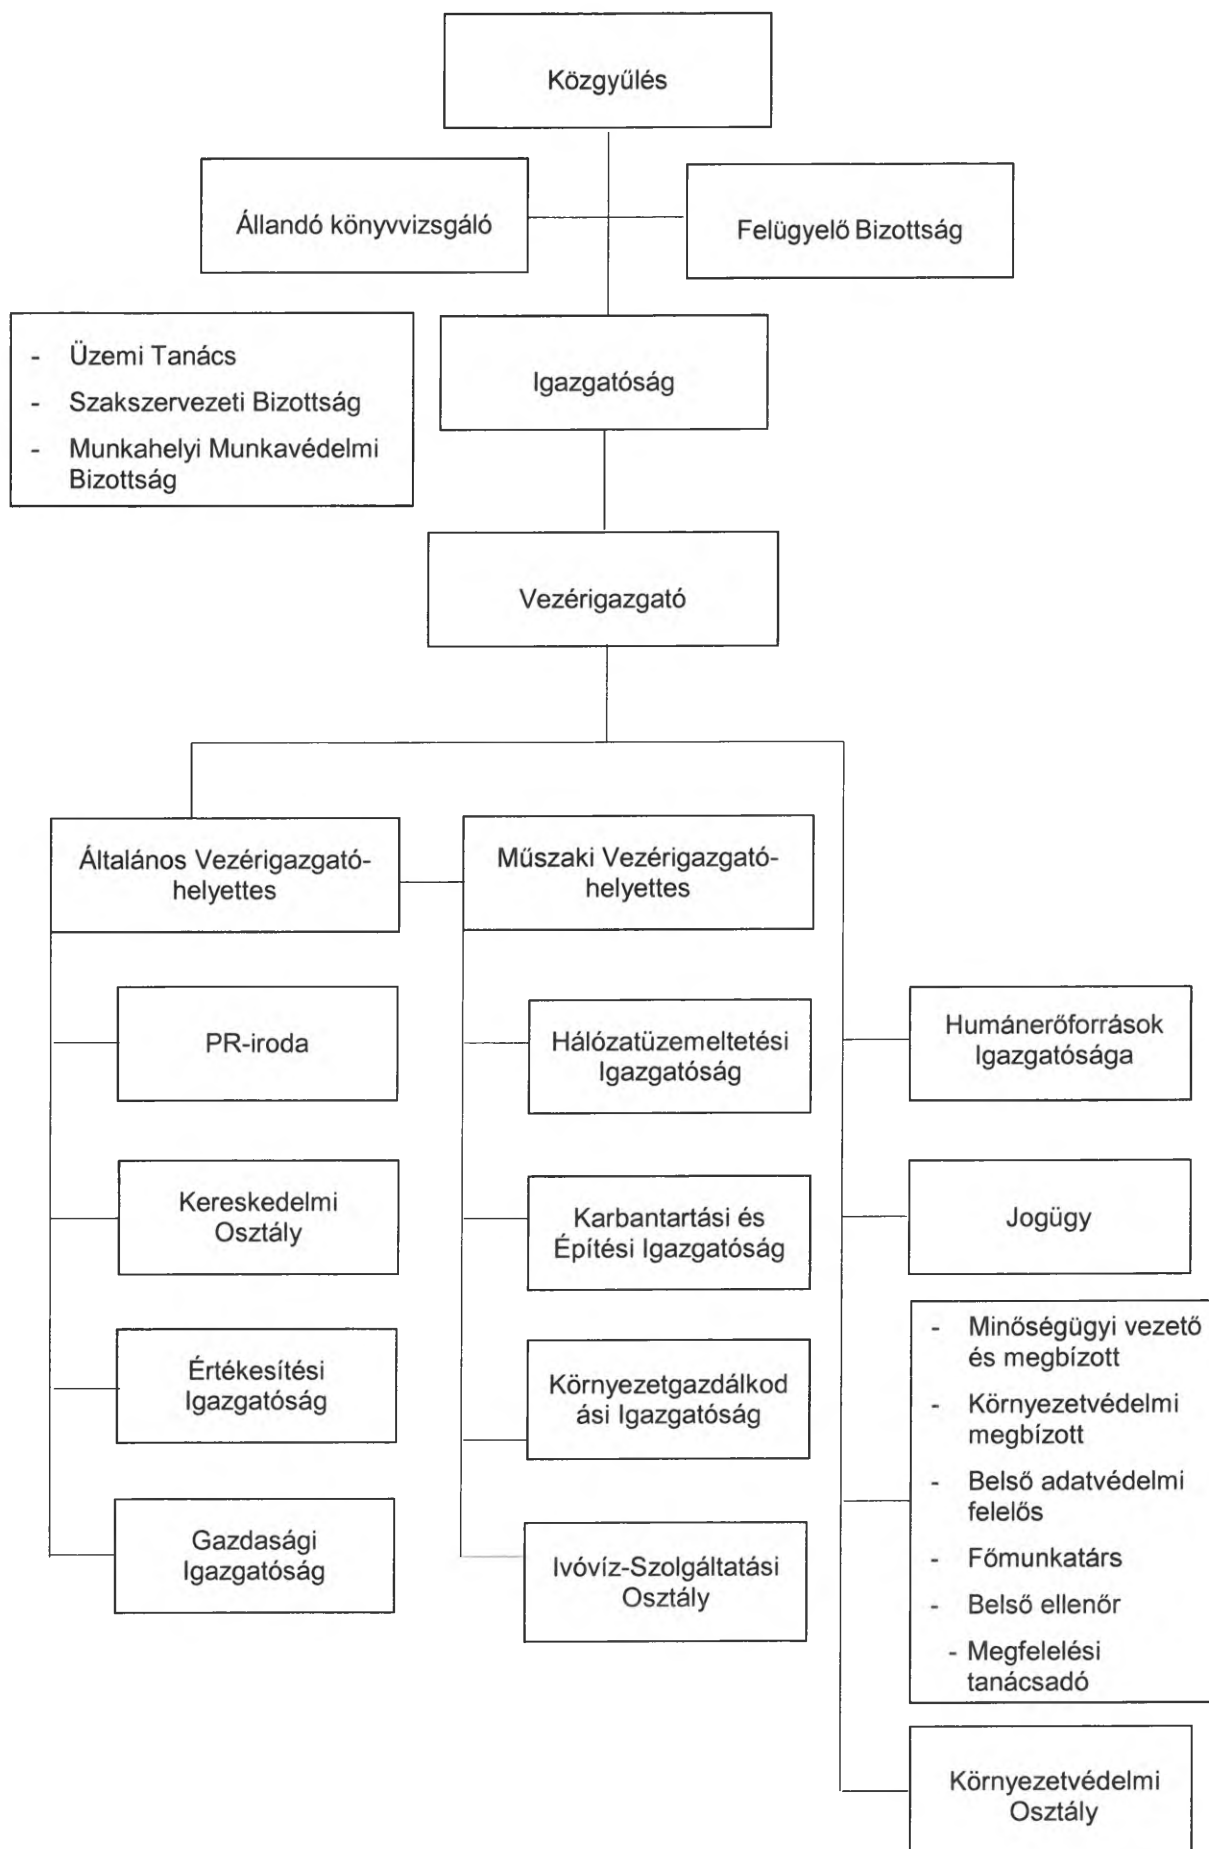 Közgyűlés
Állandó könyvvizsgáló
Felügyelő Bizottság
- Üzemi Tanács
- Szakszervezeti Bizottság
- Munkahelyi Munkavédelmi
Bizottság
Igazgatóság
Vezérigazgató
Általános Vezérigazgató-
helyettes
Műszaki Vezérigazgató-
helyettes
PR-iroda
Kereskedelmi
Osztály
Értékesítési
Igazgatóság
Gazdasági
Igazgatóság
Hálózatüzemeltetési
Igazgatóság
Karbantartási és
Építési Igazgatóság
Környezetgazdálkod
ási Igazgatóság
Ivóvíz-Szolgáltatási
Osztály
Humánerőforrások
Igazgatósága
Jogügy
- Minőségügyi vezető
és megbízott
- Környezetvédelmi
megbízott
- Belső adatvédelmi
felelős
- Főmunkatárs
- Belső ellenőr
- Megfelelési
tanácsadó
Környezetvédelmi
Osztály